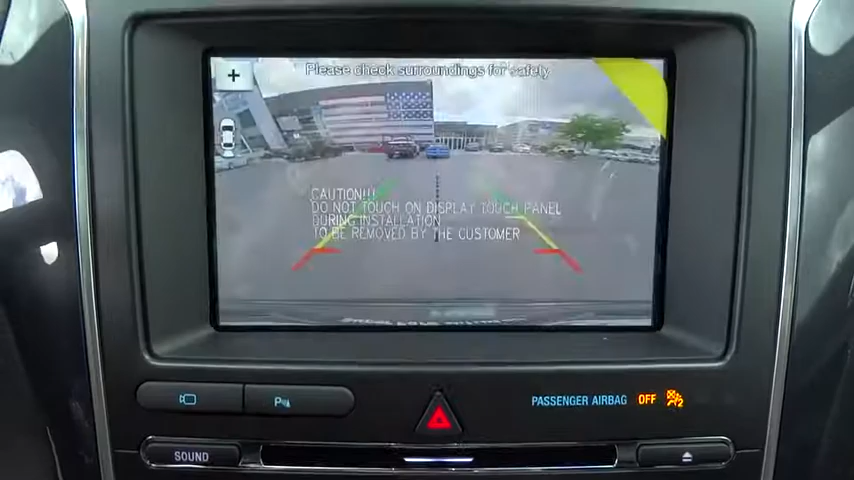 Please check surroundings for safety
+
CAUTION!!!
DO NOT TOUCH ON DISPLAY TOUCH PANEL
DURING INSTALLATION
TO BE REMOVED BY THE CUSTOMER
PASSENGER AIRBAG OFF 2
SOUND